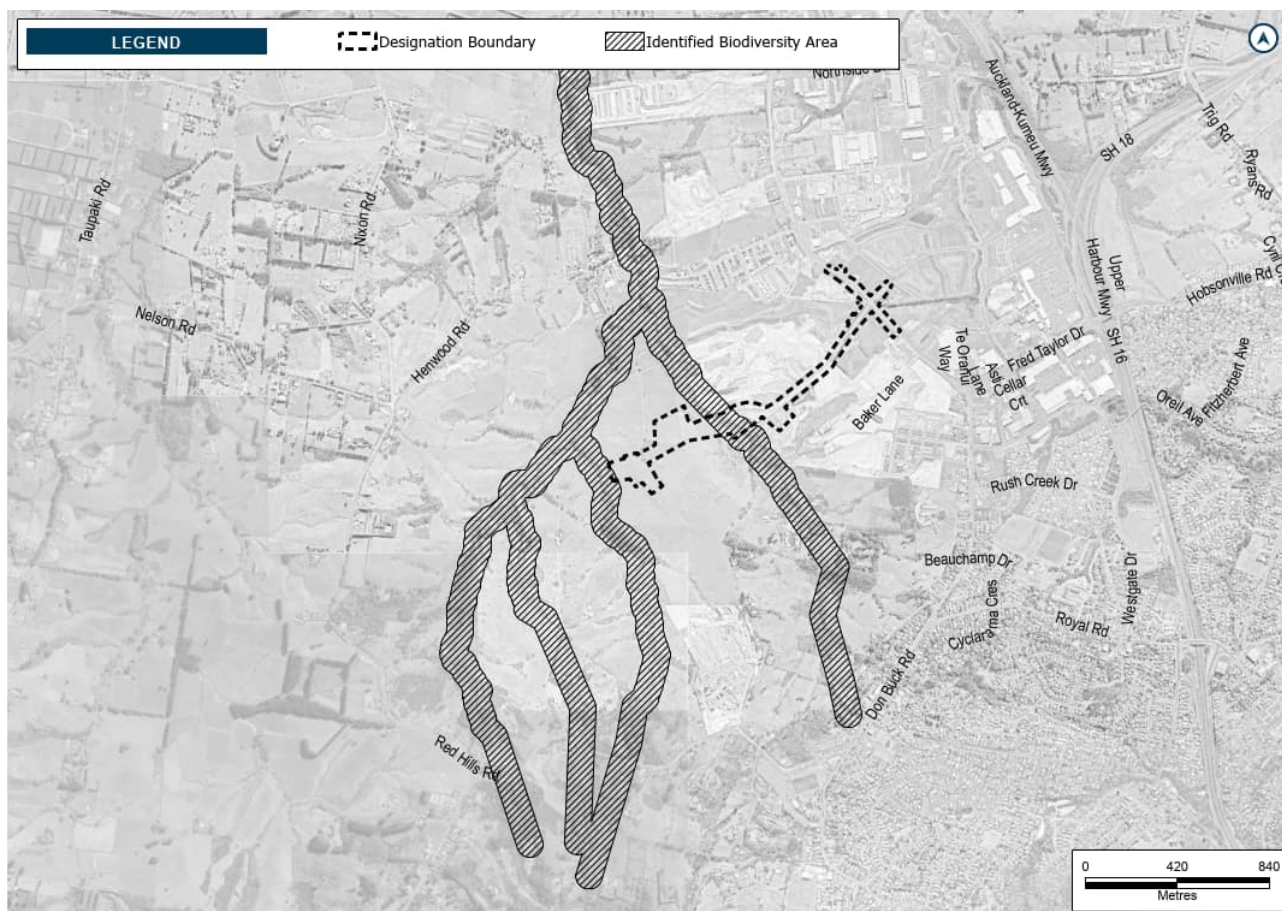 LEGEND
Designation Boundary
Identified Biodiversity Area
Auckland-Kumeu Mwy
SH 18
Trig Rd
Ryans Rd
Taupaki Rd
Nixon Rd
Nelson Rd
Henwood Rd
Upper
Harbour Mwy
SH 16
Hobsonville Rd
Te Oranui
Way
Asti
Lane
Cellar
Crt
Fred Taylor Dr
Oreil Ave
Fitzherbert Ave
Baker Lane
Rush Creek Dr
Beauchamp Dr
Cyclarama Cres
Royal Rd
Westgate Dr
Don Buck Rd
Red Hills Rd
0 420 840
Metres